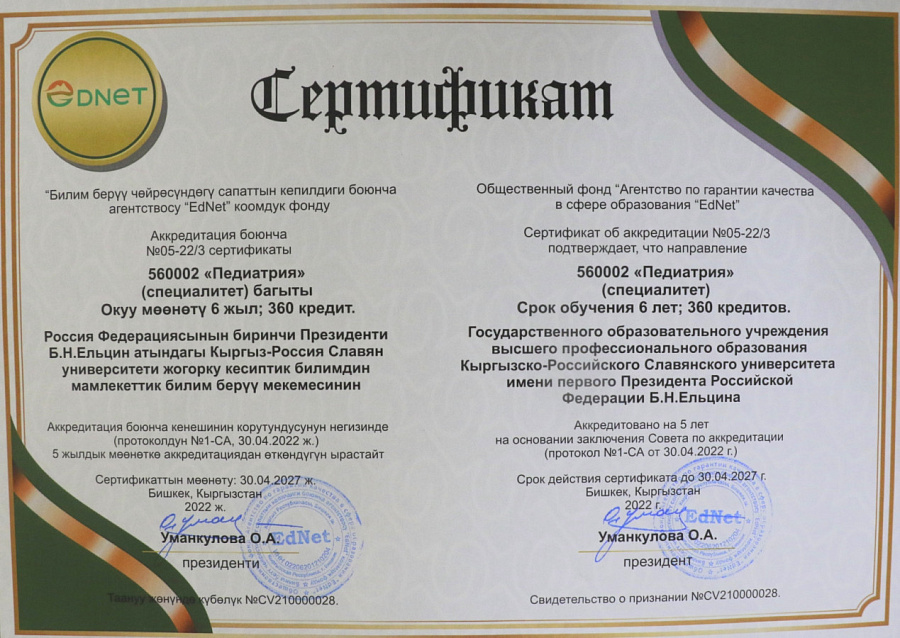 EDNET
Сертификат
“Билим берүү чөйрөсүндөгү сапаттын кепилдиги боюнча
агентствосу “EdNet” коомдук фонду
Аккредитация боюнча
№05-22/3 сертификаты
560002 «Педиатрия»
(специалитет) багыты
Окуу мөөнөтү 6 жыл; 360 кредит.
Россия Федерациясынын биринчи Президенти
Б.Н.Ельцин атындагы Кыргыз-Россия Славян
университети жогорку кесиптик билимдин
мамлекеттик билим берүү мекемесинин
Аккредитация боюнча кенешинин корутундусунун негизинде
(протоколдун №1-СА, 30.04.2022 ж.)
5 жылдык мөөнөткө аккредитациядан өткөндүгүн ырастайт
Сертификаттын мөөнөтү: 30.04.2027 ж.
Бишкек, Кыргызстан
2022 ж.
Уманкулова О.А.
президенти
Таануу жөнүндө күбөлүк №CV210000028.
Общественный фонд “Агентство по гарантии качества
в сфере образования “EdNet”
Сертификат об аккредитации №05-22/3
подтверждает, что направление
560002 «Педиатрия»
(специалитет)
Срок обучения 6 лет; 360 кредитов.
Государственного образовательного учреждения
высшего профессионального образования
Кыргызско-Российского Славянского университета
имени первого Президента Российской
Федерации Б.Н.Ельцина
Аккредитовано на 5 лет
на основании заключения Совета по аккредитации
(протокол №1-СА от 30.04.2022 г.)
Срок действия сертификата до 30.04.2027 г.
Бишкек, Кыргызстан
2022 г.
Уманкулова О.А.
президент
Свидетельство о признании №CV210000028.
EdNet
EdNet